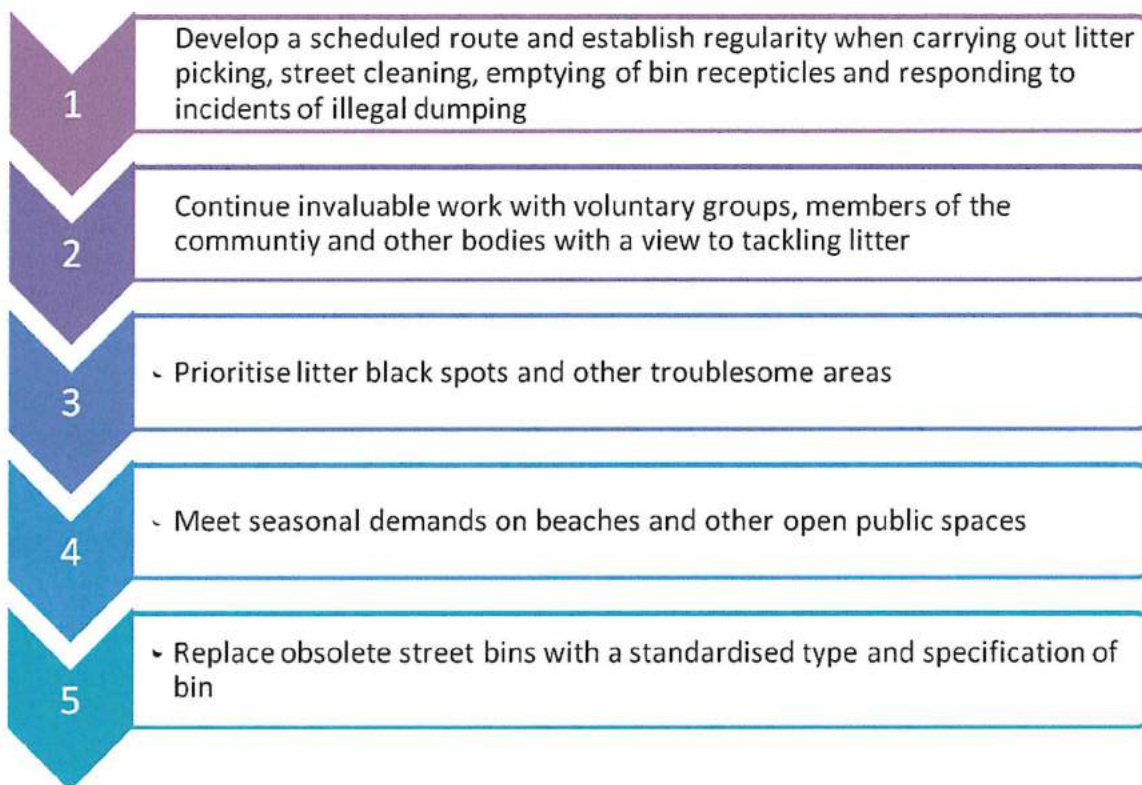 1
Develop a scheduled route and establish regularity when carrying out litter
picking, street cleaning, emptying of bin recepticles and responding to
incidents of illegal dumping
2
Continue invaluable work with voluntary groups, members of the
communtiy and other bodies with a view to tackling litter
3
Prioritise litter black spots and other troublesome areas
4
Meet seasonal demands on beaches and other open public spaces
5
Replace obsolete street bins with a standardised type and specification of
bin